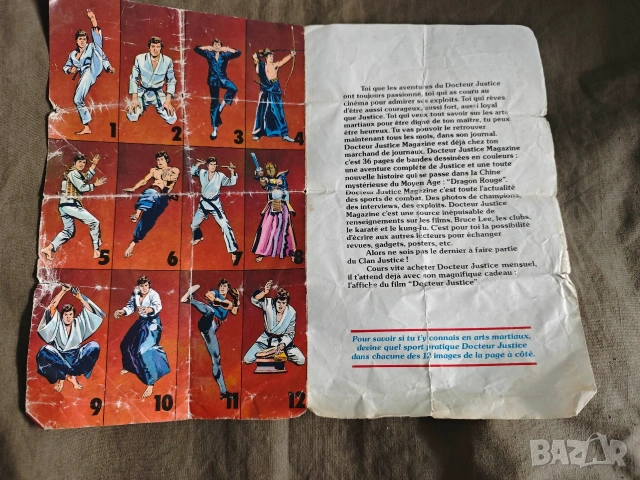 1
2
3
4
5
6
7
8
9
10
11
12
Toi que les aventures du Docteur Justice
ont toujours passionné, toi qui as couru au
cinéma pour admirer ses exploits. Toi qui rêves
d'être aussi courageux, aussi fort, aussi loyal
que Justice. Toi qui veux tout savoir sur les arts
martiaux pour être digne de ton maître, tu peux
être heureux. Tu vas pouvoir le retrouver
maintenant tous les mois, dans son journal.
Docteur Justice Magazine est déjà chez ton
marchand de journaux. Docteur Justice Magazine
c'est 36 pages de bandes dessinées en couleurs :
une aventure complète de Justice et une toute
nouvelle histoire qui se passe dans la Chine
mystérieuse du Moyen Age : "Dragon Rouge".
Docteur Justice Magazine c'est toute l'actualité
des sports de combat. Des photos de champions,
des interviews, des exploits. Docteur Justice
Magazine c'est une source inépuisable de
renseignements sur les films, Bruce Lee, les clubs,
le karaté et le kung-fu. C'est pour toi la possibilité
d'écrire aux autres lecteurs pour échanger
revues, gadgets, posters, etc.
Alors ne sois pas le dernier à faire partie
du Clan Justice !
Cours vite acheter Docteur Justice mensuel,
il t'attend déjà avec son magnifique cadeau :
l'affiche du film "Docteur Justice".
Pour savoir si tu t'y connais en arts martiaux,
devine quel sport pratique Docteur Justice
dans chacune des 12 images de la page à côté.
BAZAR